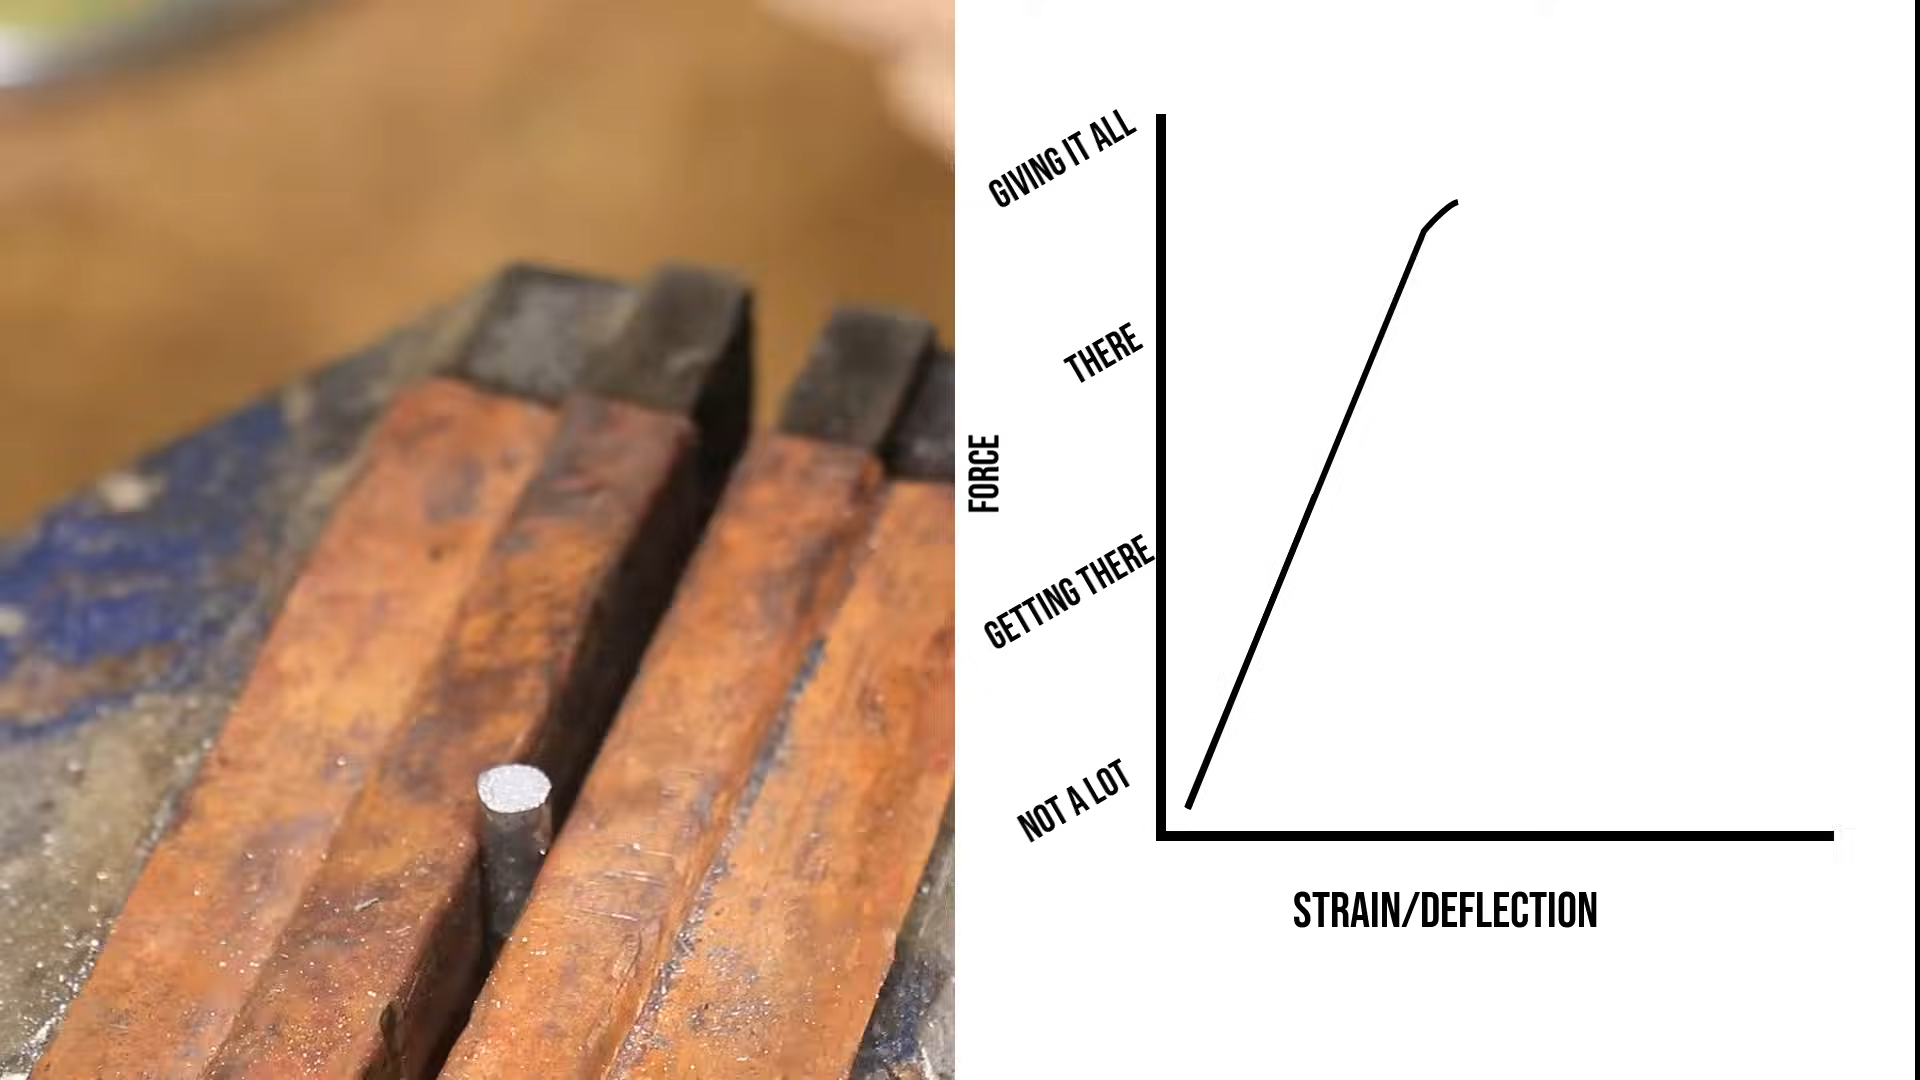 GIVING IT ALL
THERE
FORCE
GETTING THERE
NOT A LOT
STRAIN/DEFLECTION